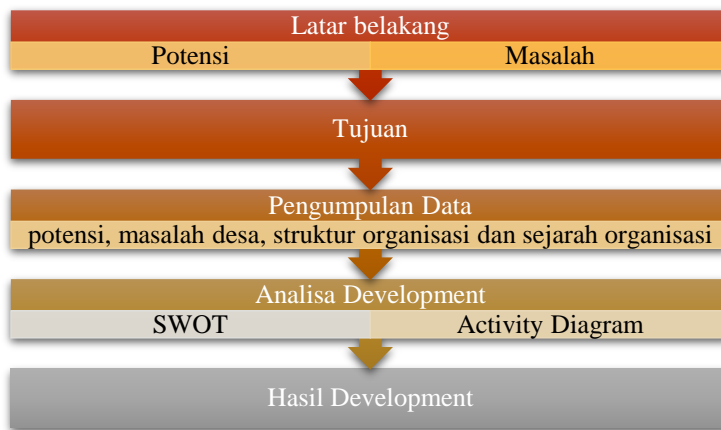 Latar belakang
Potensi
Masalah
Tujuan
Pengumpulan Data
potensi, masalah desa, struktur organisasi dan sejarah organisasi
Analisa Development
SWOT
Activity Diagram
Hasil Development